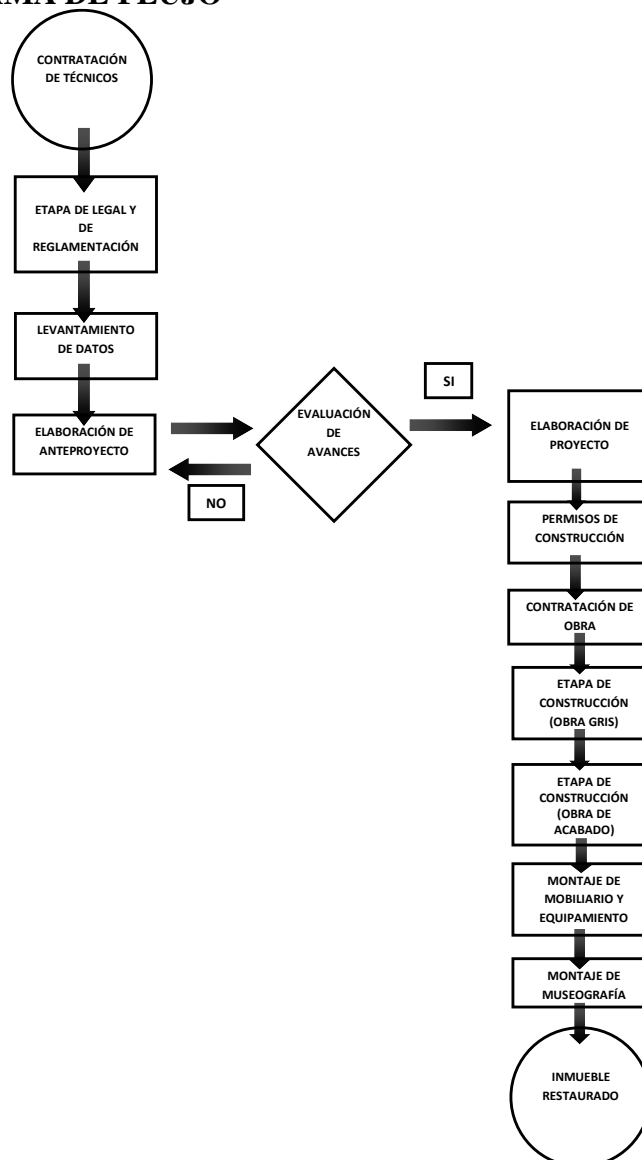 DE FLUJO
CONTRATACIÓN
DE TÉCNICOS
ETAPA DE LEGAL Y
DE
REGLAMENTACIÓN
LEVANTAMIENTO
DE DATOS
ELABORACIÓN DE
ANTEPROYECTO
EVALUACIÓN
DE
AVANCES
SI
NO
ELABORACIÓN DE
PROYECTO
PERMISOS DE
CONSTRUCCIÓN
CONTRATACIÓN DE
OBRA
ETAPA DE
CONSTRUCCIÓN
(OBRA GRIS)
ETAPA DE
CONSTRUCCIÓN
(OBRA DE
ACABADO)
MONTAJE DE
MOBILIARIO Y
EQUIPAMIENTO
MONTAJE DE
MUSEOGRAFÍA
INMUEBLE
RESTAURADO